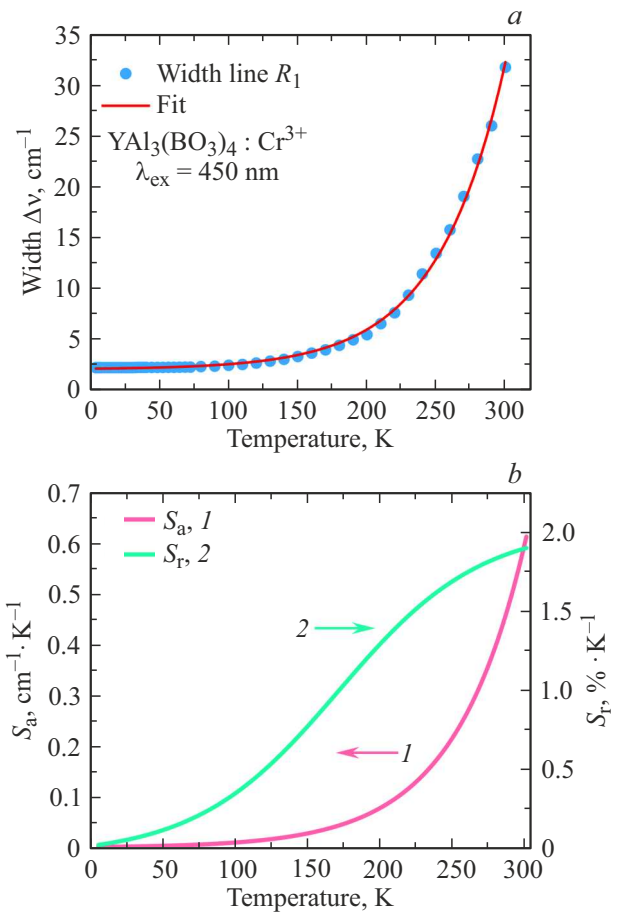 a
35
30
25
20
15
10
5
0
Width Δν, cm⁻¹
Width line R₁
Fit
YAl₃(BO₃)₄ : Cr³⁺
λₑₓ = 450 nm
0 50 100 150 200 250 300
Temperature, K
b
0.7
0.6
0.5
0.4
0.3
0.2
0.1
0
Sₐ, cm⁻¹·K⁻¹
Sₐ, 1
Sᵣ, 2
2
1
2.0
1.5
1.0
0.5
0
Sᵣ, % ·K⁻¹
0 50 100 150 200 250 300
Temperature, K